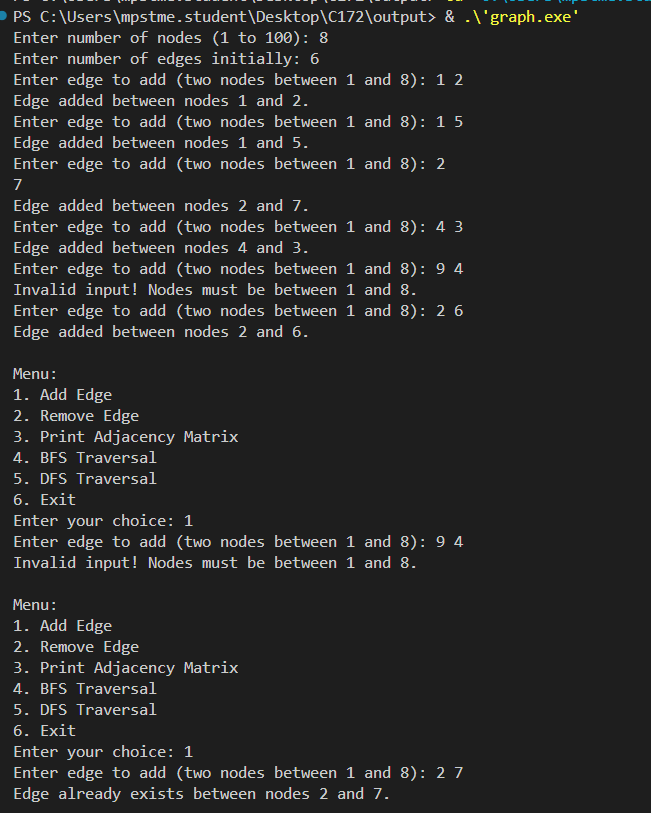 PS C:\Users\mpstme.student\Desktop\C172\output> & .\'graph.exe'
Enter number of nodes (1 to 100): 8
Enter number of edges initially: 6
Enter edge to add (two nodes between 1 and 8): 1 2
Edge added between nodes 1 and 2.
Enter edge to add (two nodes between 1 and 8): 1 5
Edge added between nodes 1 and 5.
Enter edge to add (two nodes between 1 and 8): 2
7
Edge added between nodes 2 and 7.
Enter edge to add (two nodes between 1 and 8): 4 3
Edge added between nodes 4 and 3.
Enter edge to add (two nodes between 1 and 8): 9 4
Invalid input! Nodes must be between 1 and 8.
Enter edge to add (two nodes between 1 and 8): 2 6
Edge added between nodes 2 and 6.
Menu:
1. Add Edge
2. Remove Edge
3. Print Adjacency Matrix
4. BFS Traversal
5. DFS Traversal
6. Exit
Enter your choice: 1
Enter edge to add (two nodes between 1 and 8): 9 4
Invalid input! Nodes must be between 1 and 8.
Menu:
1. Add Edge
2. Remove Edge
3. Print Adjacency Matrix
4. BFS Traversal
5. DFS Traversal
6. Exit
Enter your choice: 1
Enter edge to add (two nodes between 1 and 8): 2 7
Edge already exists between nodes 2 and 7.